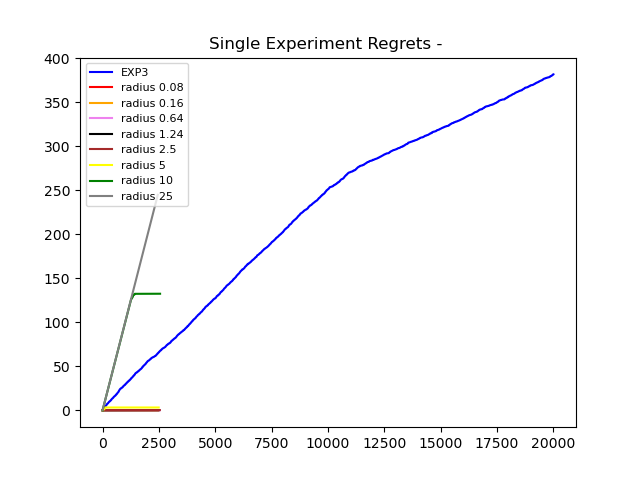 Single Experiment Regrets -
400
350
300
250
200
150
100
50
0
EXP3
radius 0.08
radius 0.16
radius 0.64
radius 1.24
radius 2.5
radius 5
radius 10
radius 25
0 2500 5000 7500 10000 12500 15000 17500 20000